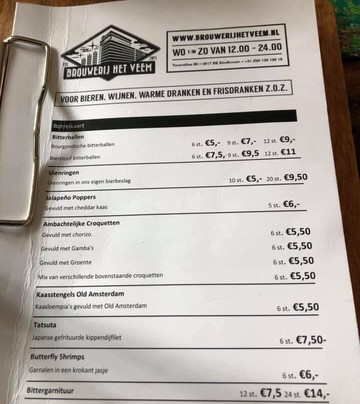 BROUWERIJ HET VEEM
WWW.BROUWERIJHETVEEM.NL
WO T/M ZO VAN 12.00 - 24.00
VOOR BIEREN. WIJNEN. WARME DRANKEN EN FRISDRANKEN Z.O.Z.
Borrelkaart
Bitterballen
Bourgondische bitterballen 6 st. €5,- 9 st. €7,- 12 st. €9,-
bitterballen 6 st. €7,5, 9 st. €9,5 12 st. €11
Uienringen
Uienringen in ons eigen bierbeslag 10 st. €5,- 20 st. €9,50
Jalapeño Poppers
Gevuld met cheddar kaas 5 st. €6,-
Ambachtelijke Croquetten
Gevuld met chorizo 6 st. €5,50
Gevuld met Gamba's 6 st. €5,50
Gevuld met Groente 6 st. €5,50
Mix van verschillende bovenstaande croquetten 6 st. €5,50
Kaasstengels Old Amsterdam
Kaasloempia's gevuld met Old Amsterdam 6 st. €5,50
Tatsuta
Japanse gefrituurde kippendijfilet 6 st. €7,50-
Butterfly Shrimps
Garnalen in een krokant jasje 6 st. €6,-
Bittergarnituur 12 st. €7,5 24 st. €14,-